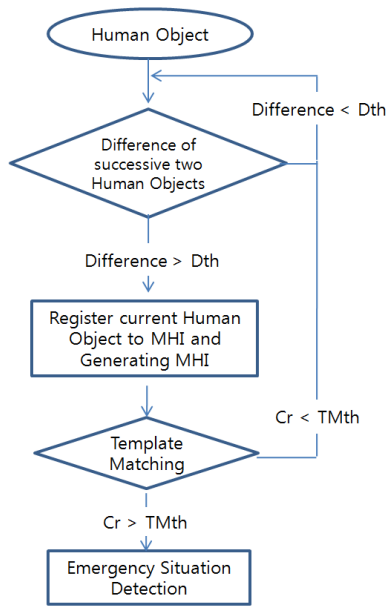 Human Object
Difference < Dth
Difference of
successive two
Human Objects
Difference > Dth
Register current Human
Object to MHI and
Generating MHI
Cr < TMth
Template
Matching
Cr > TMth
Emergency Situation
Detection